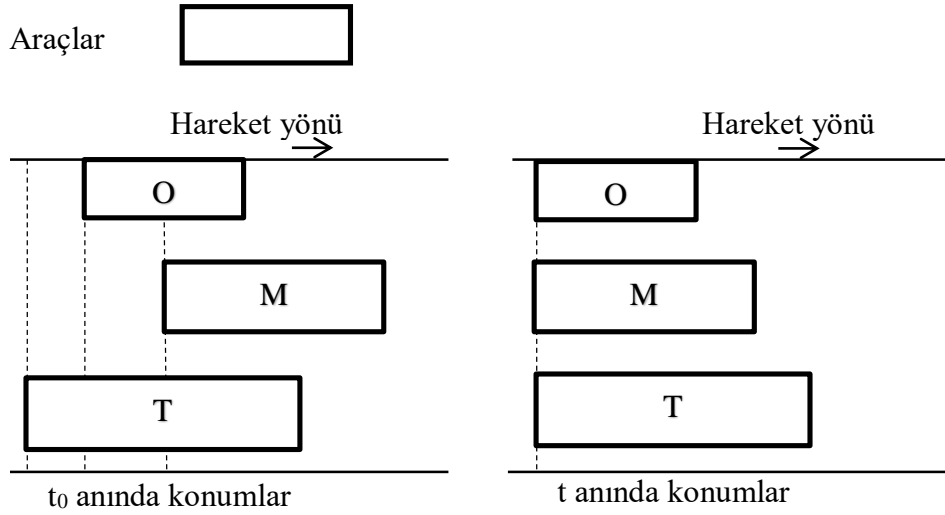 Araçlar
Hareket yönü
O
M
T
t₀ anında konumlar
Hareket yönü
O
M
T
t anında konumlar